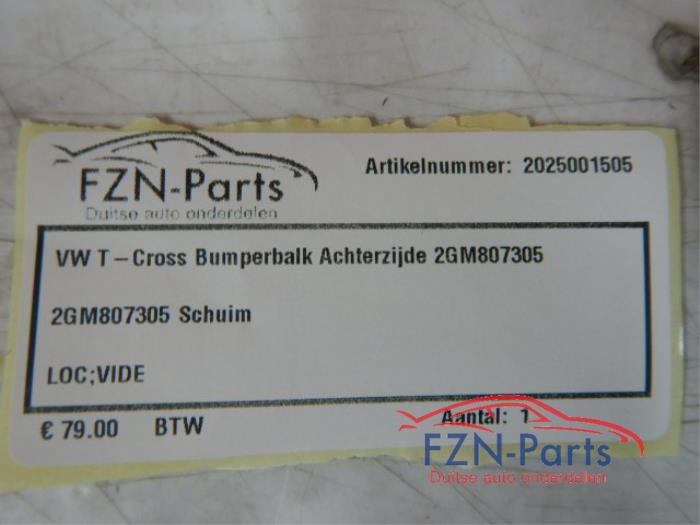 FZN-Parts
Duitse auto onderdelen
Artikelnummer: 2025001505
VW T-Cross Bumperbalk Achterzijde 2GM807305
2GM807305 Schuim
LOC;VIDE
€ 79.00 BTW
Aantal: 1
FZN-Parts
Duitse auto onderdelen